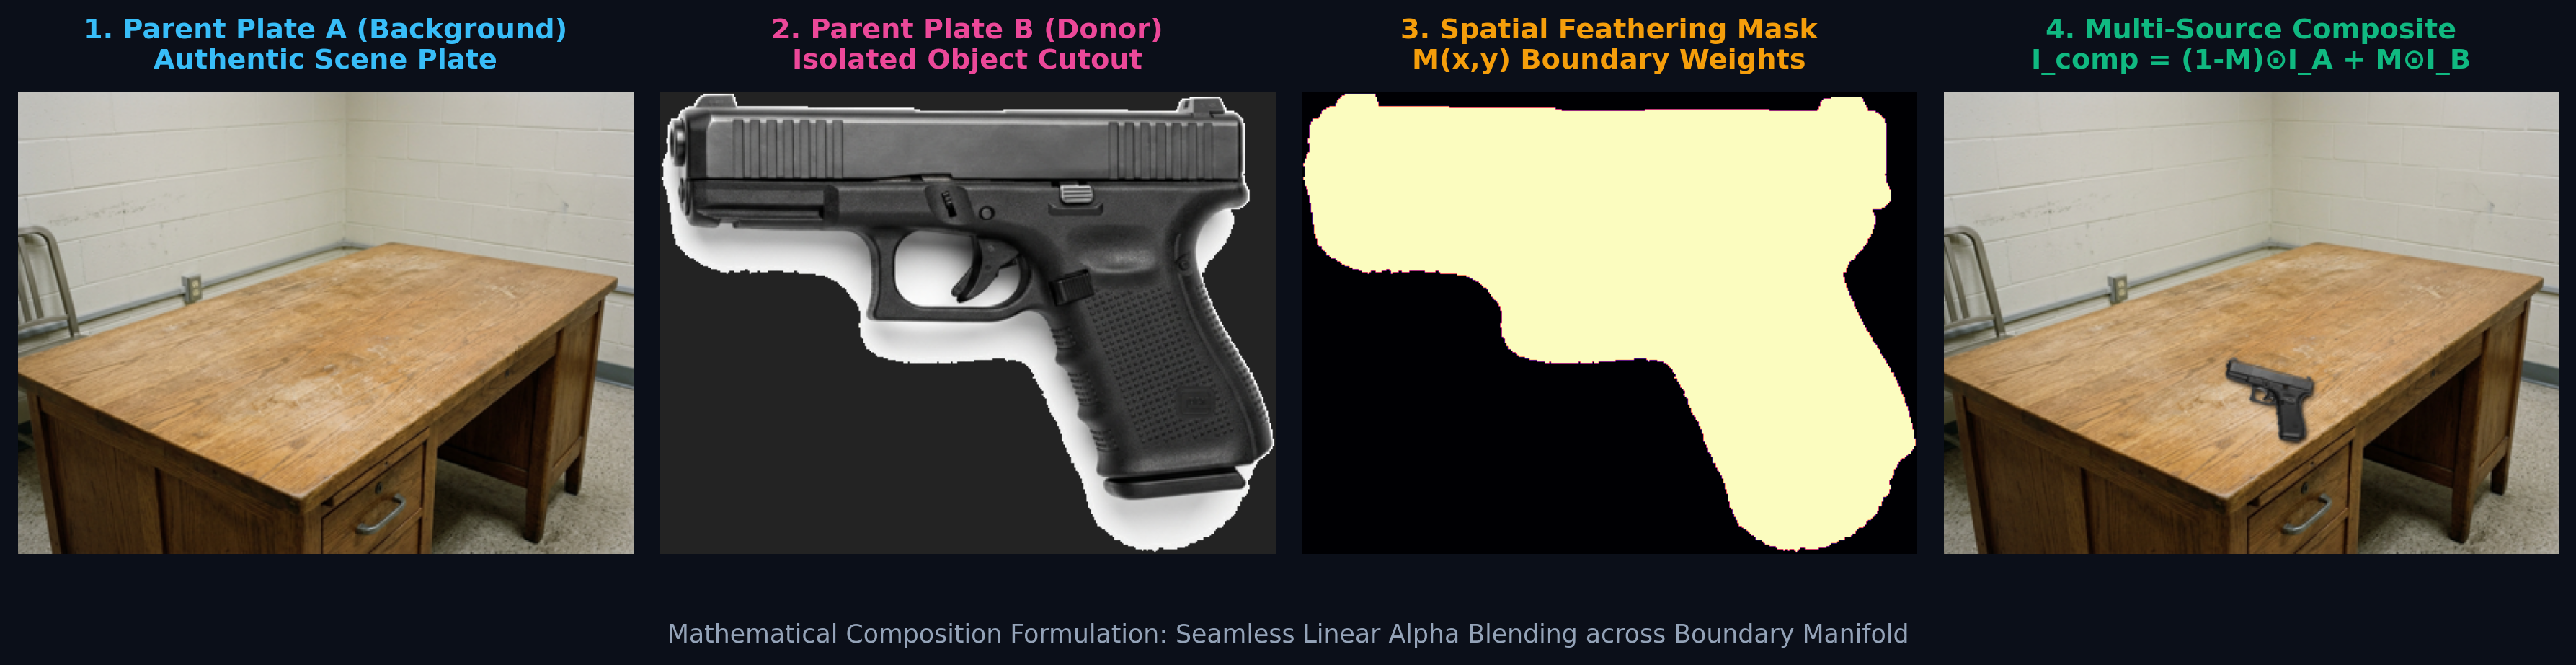 1. Parent Plate A (Background)
Authentic Scene Plate
2. Parent Plate B (Donor)
Isolated Object Cutout
3. Spatial Feathering Mask
M(x,y) Boundary Weights
4. Multi-Source Composite
I_comp = (1-M)⊙I_A + M⊙I_B
Mathematical Composition Formulation: Seamless Linear Alpha Blending across Boundary Manifold